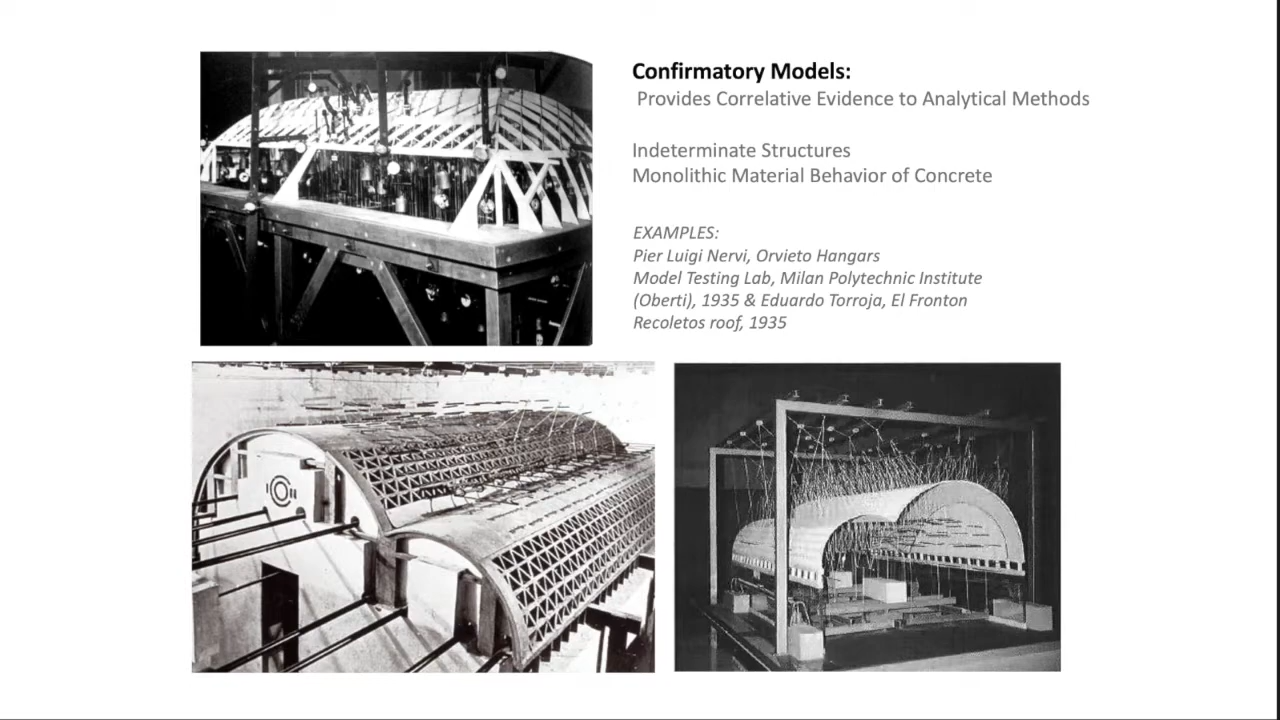 Confirmatory Models:
Provides Correlative Evidence to Analytical Methods
Indeterminate Structures
Monolithic Material Behavior of Concrete
EXAMPLES:
Pier Luigi Nervi, Orvieto Hangars
Model Testing Lab, Milan Polytechnic Institute
(Oberti), 1935 & Eduardo Torroja, El Fronton
Recoletos roof, 1935